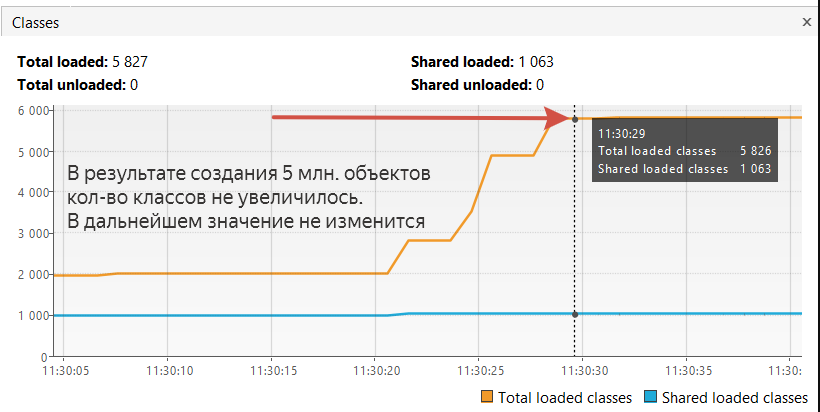 Classes
Total loaded: 5 827
Shared loaded: 1 063
Total unloaded: 0
Shared unloaded: 0
6 000
5 000
4 000
3 000
2 000
1 000
0
В результате создания 5 млн. объектов
кол-во классов не увеличилось.
В дальнейшем значение не изменится
11:30:29
Total loaded classes 5 826
Shared loaded classes 1 063
11:30:05 11:30:10 11:30:15 11:30:20 11:30:25 11:30:30 11:30:35 11:30:
Total loaded classes Shared loaded classes